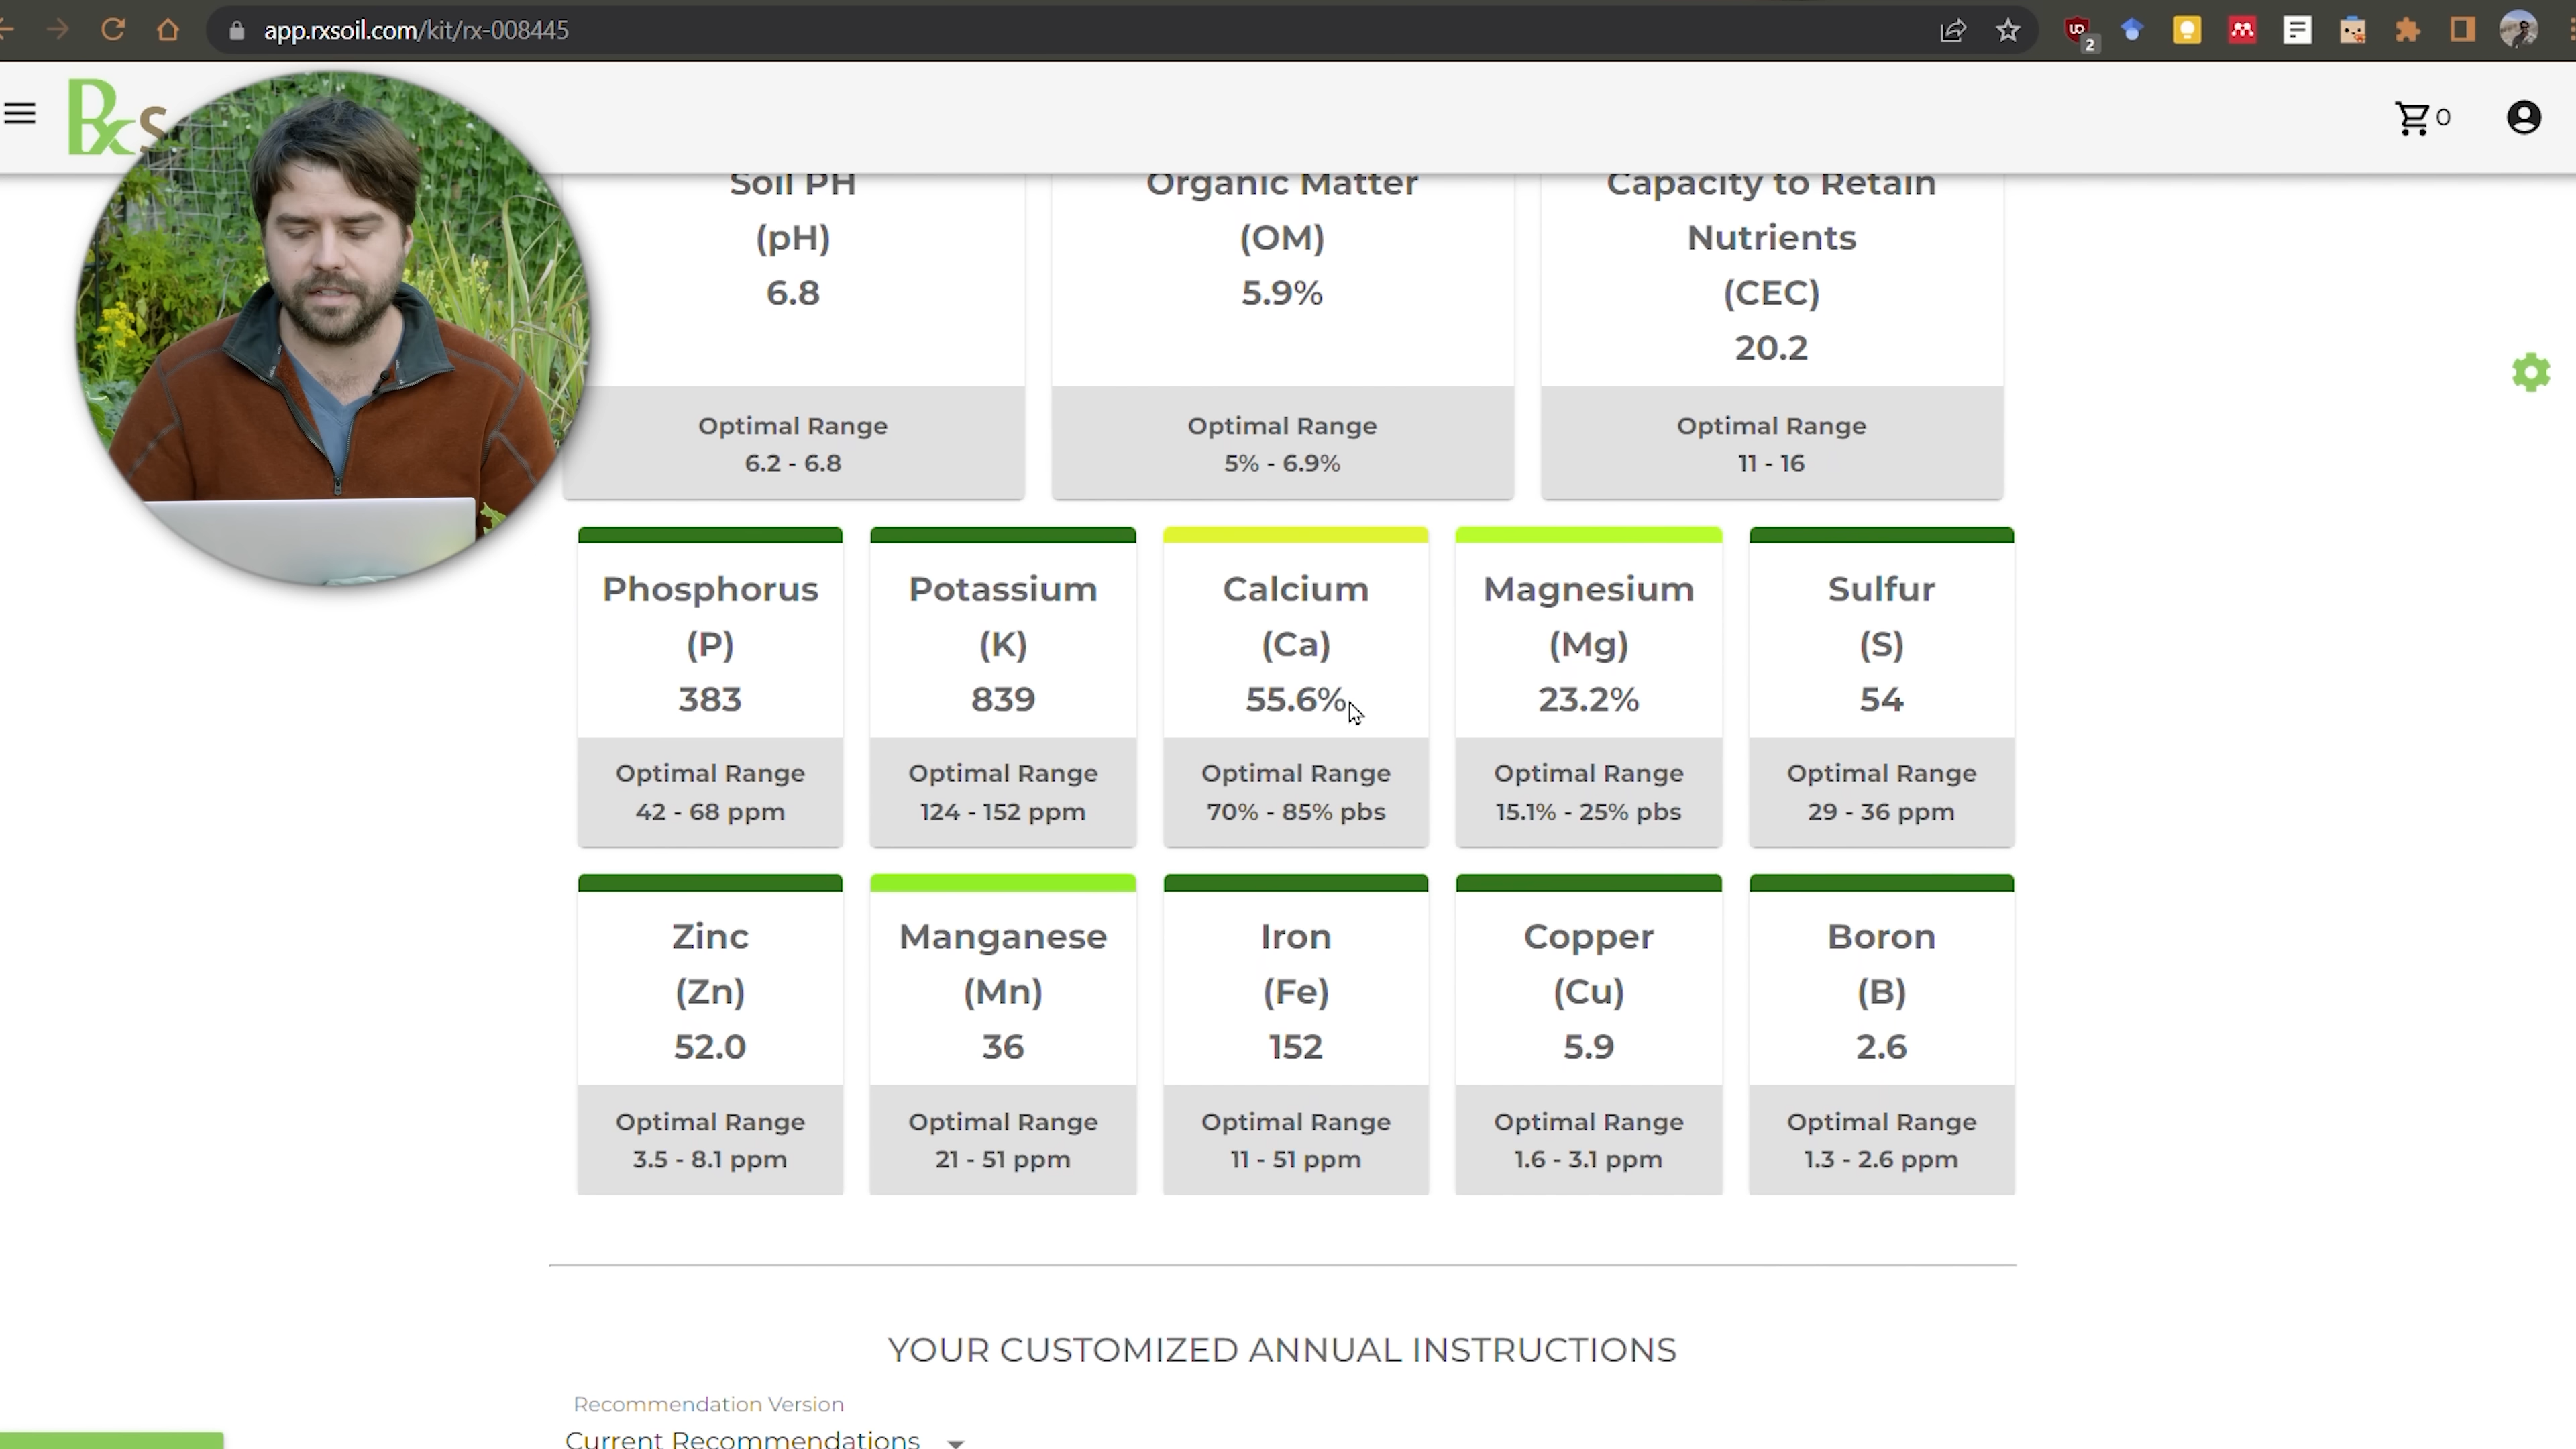 app.rxsoil.com/kit/rx-008445
2
Rxs
0
Soil PH
(pH)
6.8
Optimal Range
6.2 - 6.8
Organic Matter
(OM)
5.9%
Optimal Range
5% - 6.9%
Capacity to Retain
Nutrients
(CEC)
20.2
Optimal Range
11 - 16
Phosphorus
(P)
383
Optimal Range
42 - 68 ppm
Potassium
(K)
839
Optimal Range
124 - 152 ppm
Calcium
(Ca)
55.6%
Optimal Range
70% - 85% pbs
Magnesium
(Mg)
23.2%
Optimal Range
15.1% - 25% pbs
Sulfur
(S)
54
Optimal Range
29 - 36 ppm
Zinc
(Zn)
52.0
Optimal Range
3.5 - 8.1 ppm
Manganese
(Mn)
36
Optimal Range
21 - 51 ppm
Iron
(Fe)
152
Optimal Range
11 - 51 ppm
Copper
(Cu)
5.9
Optimal Range
1.6 - 3.1 ppm
Boron
(B)
2.6
Optimal Range
1.3 - 2.6 ppm
YOUR CUSTOMIZED ANNUAL INSTRUCTIONS
Recommendation Version
Current Recommendations